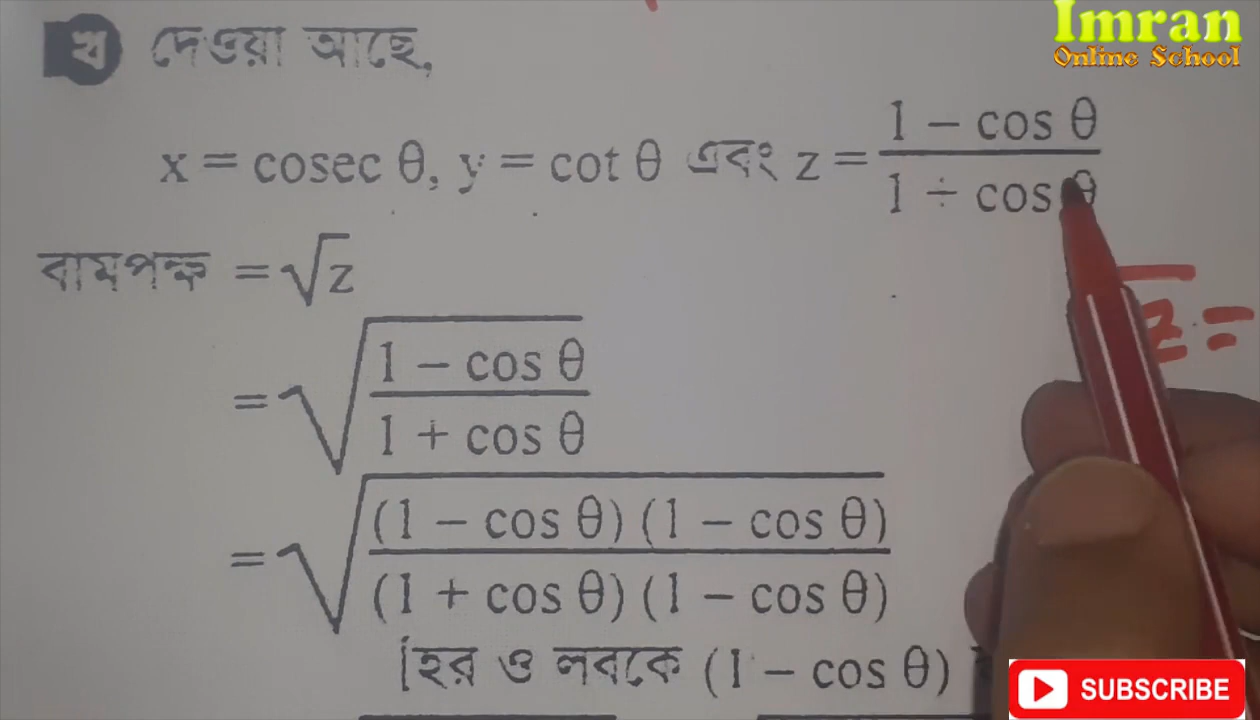 Imran
Online School
খ দেওয়া আছে,
x = cosec θ, y = cot θ এবং z = (1 − cos θ)/(1 ÷ cos θ)
বামপক্ষ = √z
z =
= √((1 − cos θ)/(1 + cos θ))
= √((1 − cos θ) (1 − cos θ)/(1 + cos θ) (1 − cos θ))
[হর ও লবকে (1 − cos θ)
SUBSCRIBE